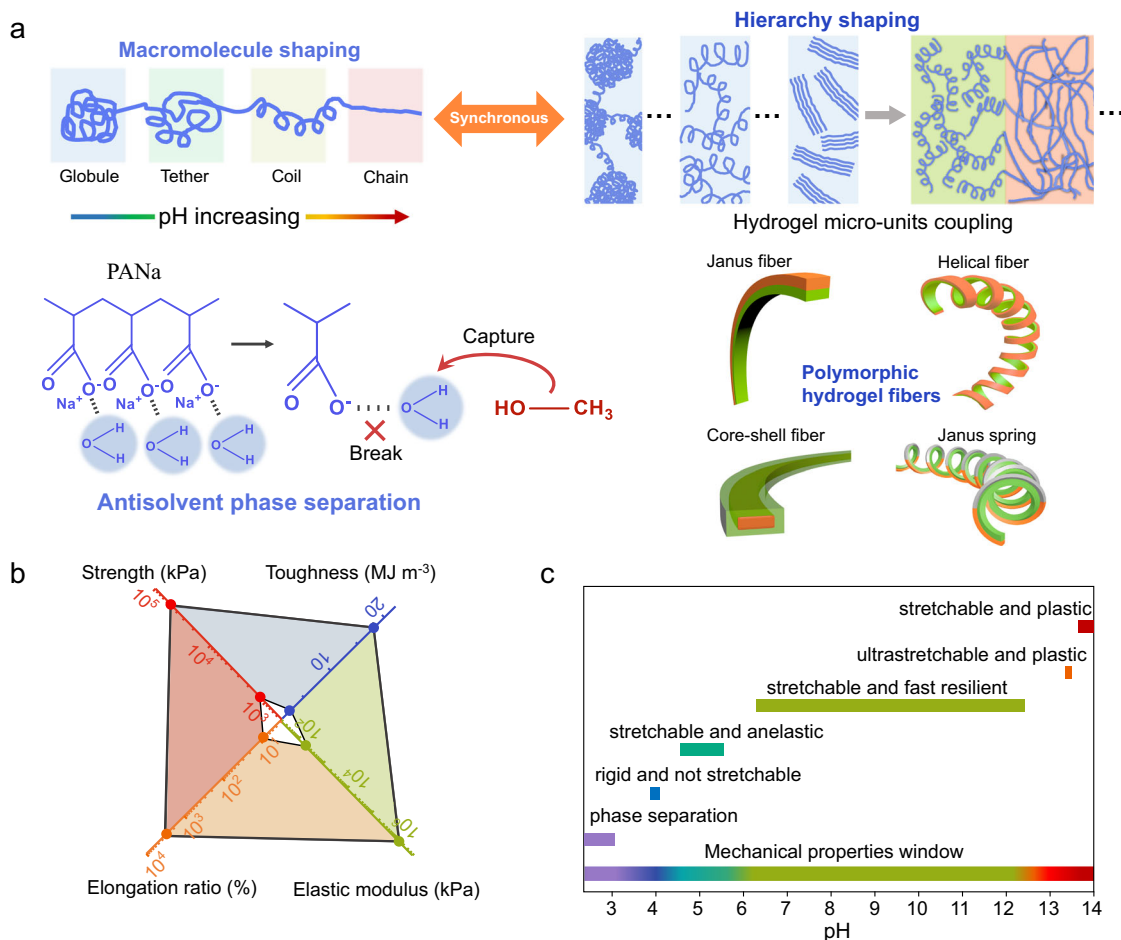 a
Macromolecule shaping
Globule
Tether
Coil
Chain
pH increasing
Synchronous
Hierarchy shaping
...
...
...
Hydrogel micro-units coupling
PANa
O
O-
Na+
O
O-
Na+
O
O-
Na+
O
H
H
O
H
H
O
H
H
O
O-
O
H
H
Break
Capture
HO
CH3
Antisolvent phase separation
Janus fiber
Helical fiber
Polymorphic
hydrogel fibers
Core-shell fiber
Janus spring
b
Strength (kPa)
Toughness (MJ m-3)
10^5
10^4
10^3
20
10
10
10^2
10^3
10^4
10^2
10^4
10^6
Elongation ratio (%)
Elastic modulus (kPa)
c
stretchable and plastic
ultrastretchable and plastic
stretchable and fast resilient
stretchable and anelastic
rigid and not stretchable
phase separation
Mechanical properties window
3 4 5 6 7 8 9 10 11 12 13 14
pH